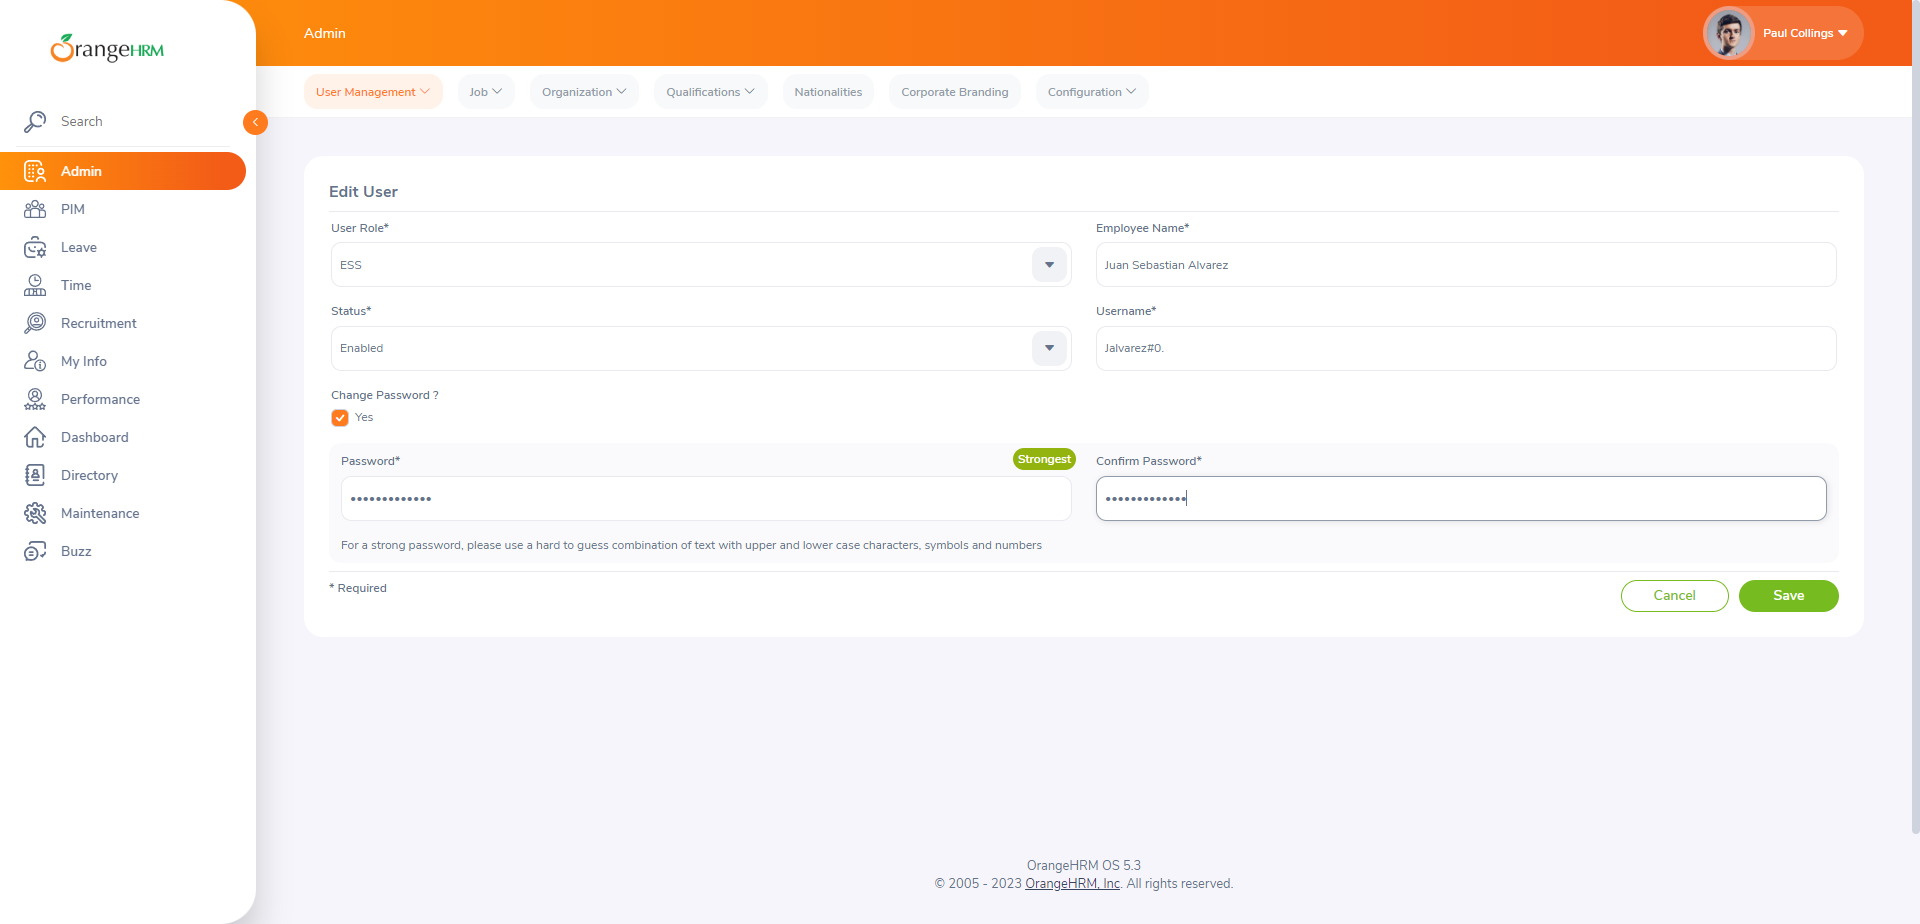 OrangeHRM
Search
Admin
PIM
Leave
Time
Recruitment
My Info
Performance
Dashboard
Directory
Maintenance
Buzz
Admin
Paul Collings
User Management
Job
Organization
Qualifications
Nationalities
Corporate Branding
Configuration
Edit User
User Role*
ESS
Employee Name*
Juan Sebastian Alvarez
Status*
Enabled
Username*
Jalvarez#0.
Change Password ?
Yes
Password*
Strongest
•••••••••••••
Confirm Password*
•••••••••••••
For a strong password, please use a hard to guess combination of text with upper and lower case characters, symbols and numbers
* Required
Cancel
Save
OrangeHRM OS 5.3
© 2005 - 2023 OrangeHRM, Inc. All rights reserved.